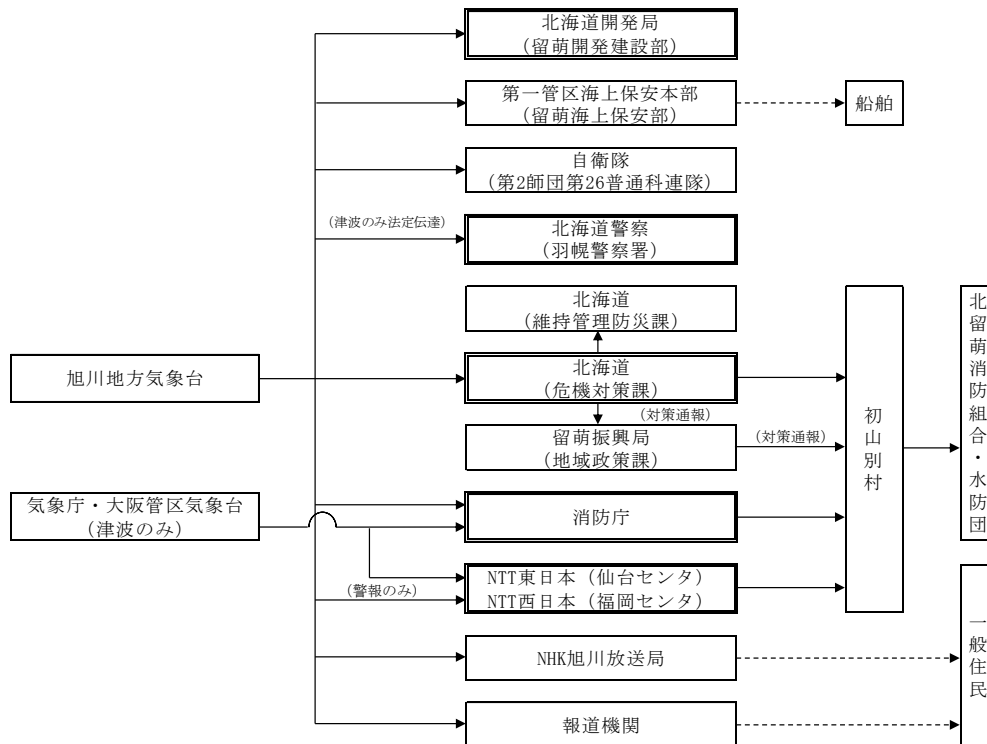 北海道開発局
(留萌開発建設部)
第一管区海上保安本部
(留萌海上保安部)
船舶
自衛隊
(第2師団第26普通科連隊)
(津波のみ法定伝達)
北海道警察
(羽幌警察署)
北海道
(維持管理防災課)
旭川地方気象台
北海道
(危機対策課)
(対策通報)
留萌振興局
(地域政策課)
(対策通報)
初山別村
北留萌消防組合・水防団
気象庁・大阪管区気象台
(津波のみ)
消防庁
(警報のみ)
NTT東日本(仙台センタ)
NTT西日本(福岡センタ)
NHK旭川放送局
一般住民
報道機関